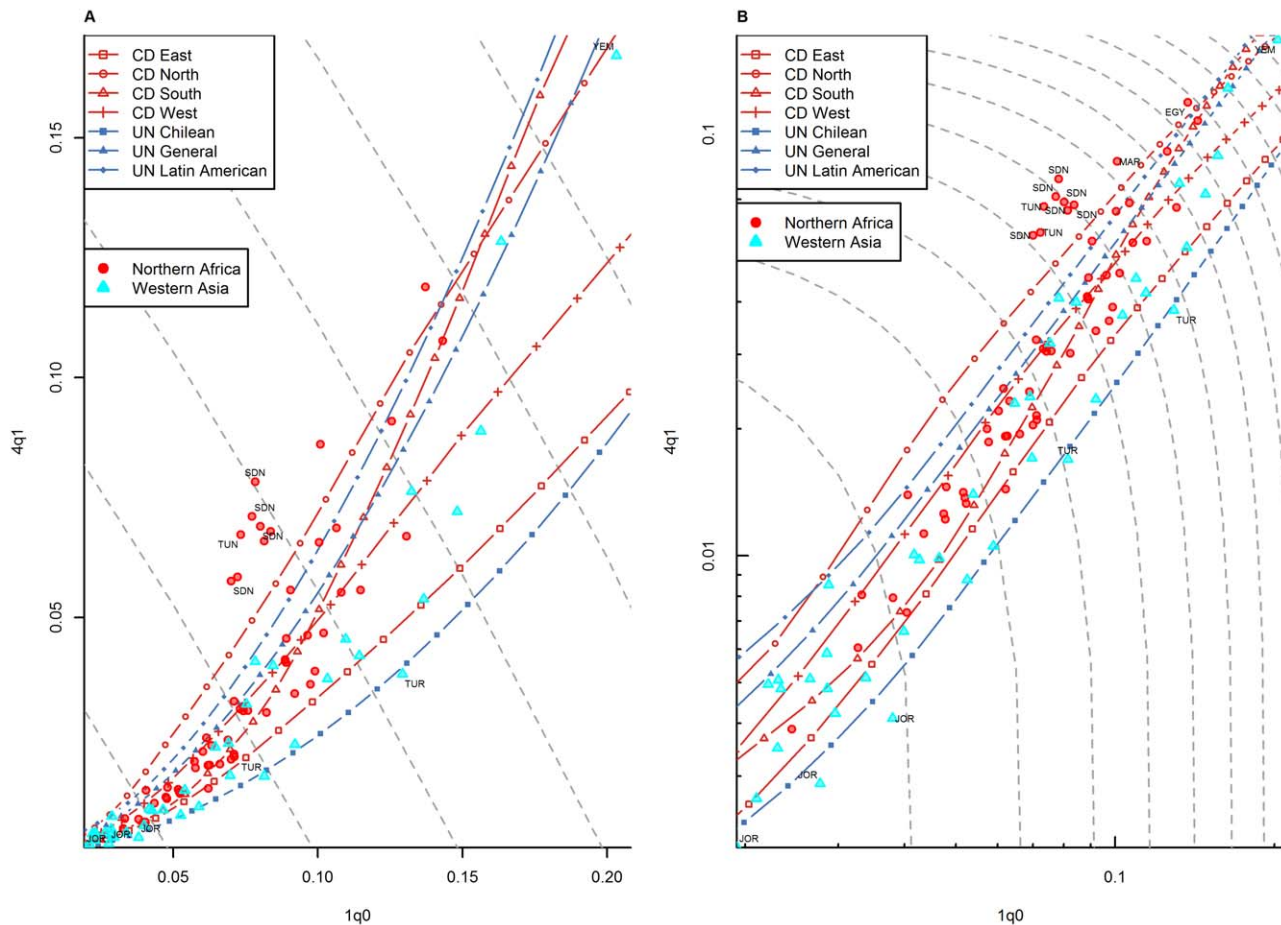 A
CD East
CD North
CD South
CD West
UN Chilean
UN General
UN Latin American
Northern Africa
Western Asia
YEM
SDN
SDN
SDN
TUN
SDN
TUR
TUR
JOR
JOR
JOR
0.15
0.10
0.05
4q1
0.05
0.10
0.15
0.20
1q0
B
CD East
CD North
CD South
CD West
UN Chilean
UN General
UN Latin American
Northern Africa
Western Asia
YEM
EGY
MAR
SDN
SDN
SDN
TUN
SDN
SDN
SDN
TUN
TUR
TUR
JOR
JOR
JOR
0.1
0.01
4q1
0.1
1q0